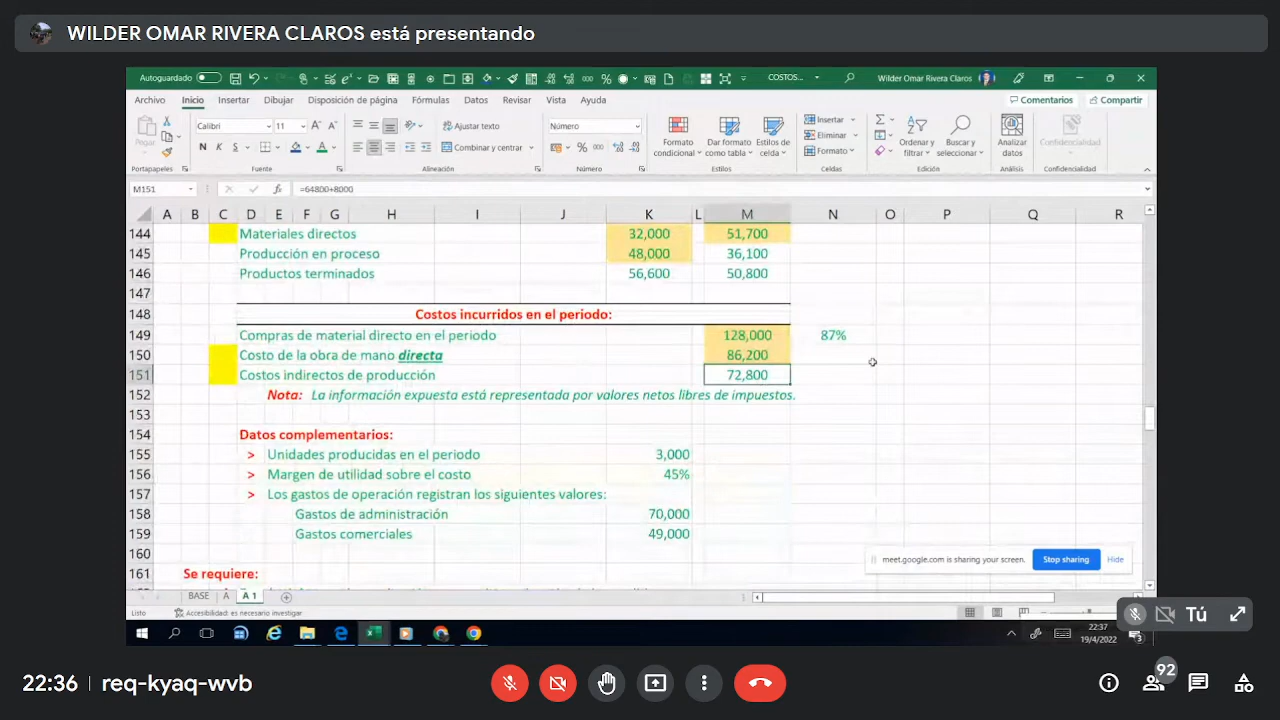 WILDER OMAR RIVERA CLAROS está presentando
Autoguardado
COSTOS...
Wilder Omar Rivera Claros
Archivo Inicio Insertar Dibujar Disposición de página Fórmulas Datos Revisar Vista Ayuda Comentarios Compartir
Pegar
Calibri 11
N K S
Ajustar texto
Combinar y centrar
Número
Formato condicional
Dar formato como tabla
Estilos de celda
Insertar
Eliminar
Formato
Ordenar y filtrar
Buscar y seleccionar
Analizar datos
Confidencialidad
Portapapeles Fuente Alineación Número Estilos Celdas Edición Análisis Confidencialidad
M151 fx =64800+8000
A B C D E F G H I J K L M N O P Q R
144 Materiales directos 32,000 51,700
145 Producción en proceso 48,000 36,100
146 Productos terminados 56,600 50,800
147
148 Costos incurridos en el periodo:
149 Compras de material directo en el periodo 128,000 87%
150 Costo de la obra de mano directa 86,200
151 Costos indirectos de producción 72,800
152 Nota: La información expuesta está representada por valores netos libres de impuestos.
153
154 Datos complementarios:
155 > Unidades producidas en el periodo 3,000
156 > Margen de utilidad sobre el costo 45%
157 > Los gastos de operación registran los siguientes valores:
158 Gastos de administración 70,000
159 Gastos comerciales 49,000
160
161 Se requiere:
meet.google.com is sharing your screen. Stop sharing Hide
BASE A A 1
Listo Accesibilidad: es necesario investigar
Tú
22:37
19/4/2022
3
22:36 | req-kyaq-wvb
92